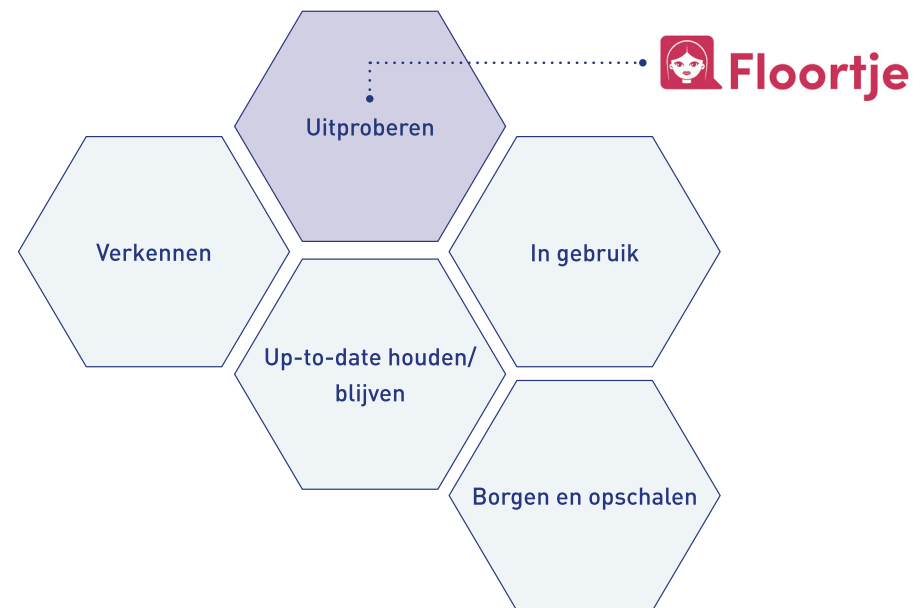 Floortje
Uitproberen
Verkennen
In gebruik
Up-to-date houden/
blijven
Borgen en opschalen